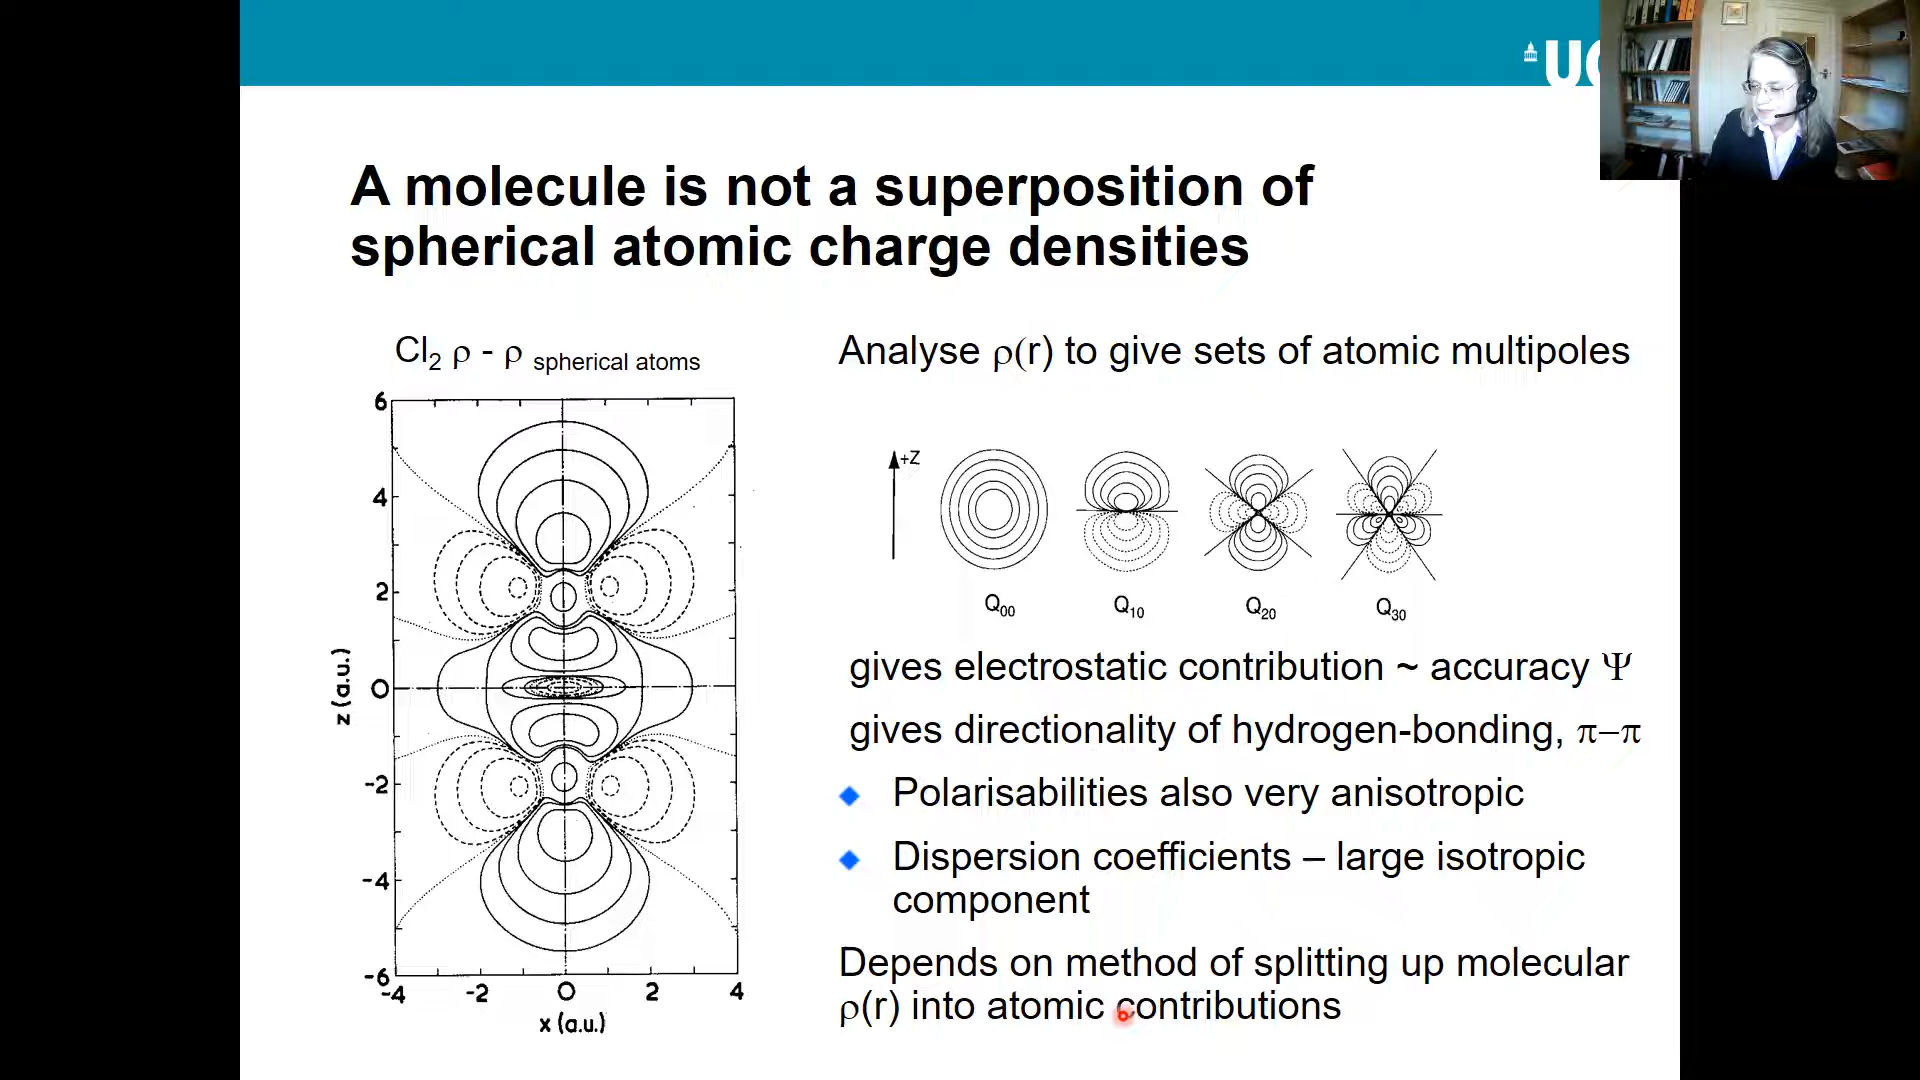 UC
A molecule is not a superposition of
spherical atomic charge densities
Cl2 ρ - ρ spherical atoms
Analyse ρ(r) to give sets of atomic multipoles
6
4
2
0
-2
-4
-6
z (a.u.)
-4 -2 0 2 4
x (a.u.)
+Z
Q00 Q10 Q20 Q30
gives electrostatic contribution ~ accuracy Ψ
gives directionality of hydrogen-bonding, π–π
Polarisabilities also very anisotropic
Dispersion coefficients – large isotropic
component
Depends on method of splitting up molecular
ρ(r) into atomic contributions